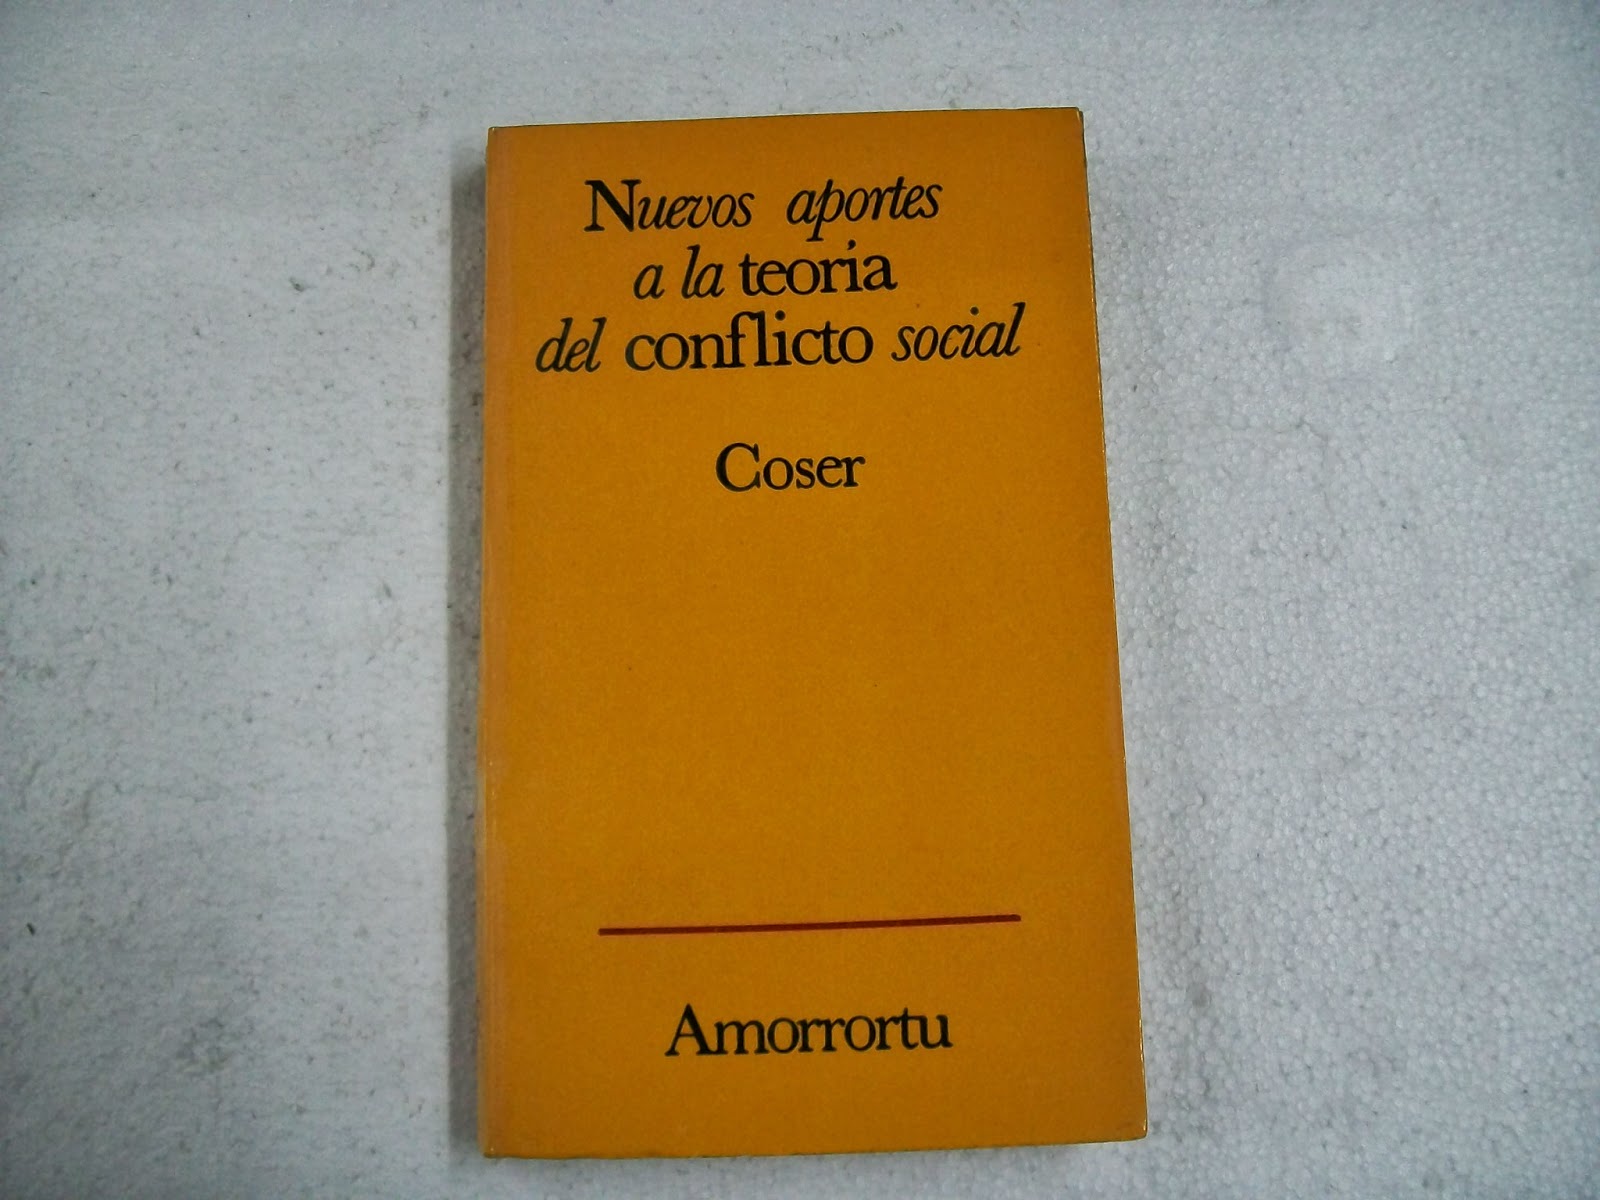 Nuevos aportes
a la teoria
del conflicto social
Coser
Amorrortu